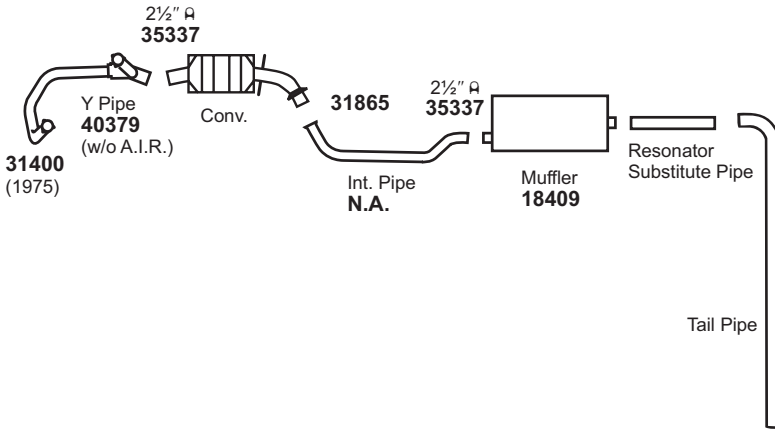 2½″
35337
Y Pipe
40379
(w/o A.I.R.)
31400
(1975)
Conv.
31865
Int. Pipe
N.A.
2½″
35337
Muffler
18409
Resonator
Substitute Pipe
Tail Pipe